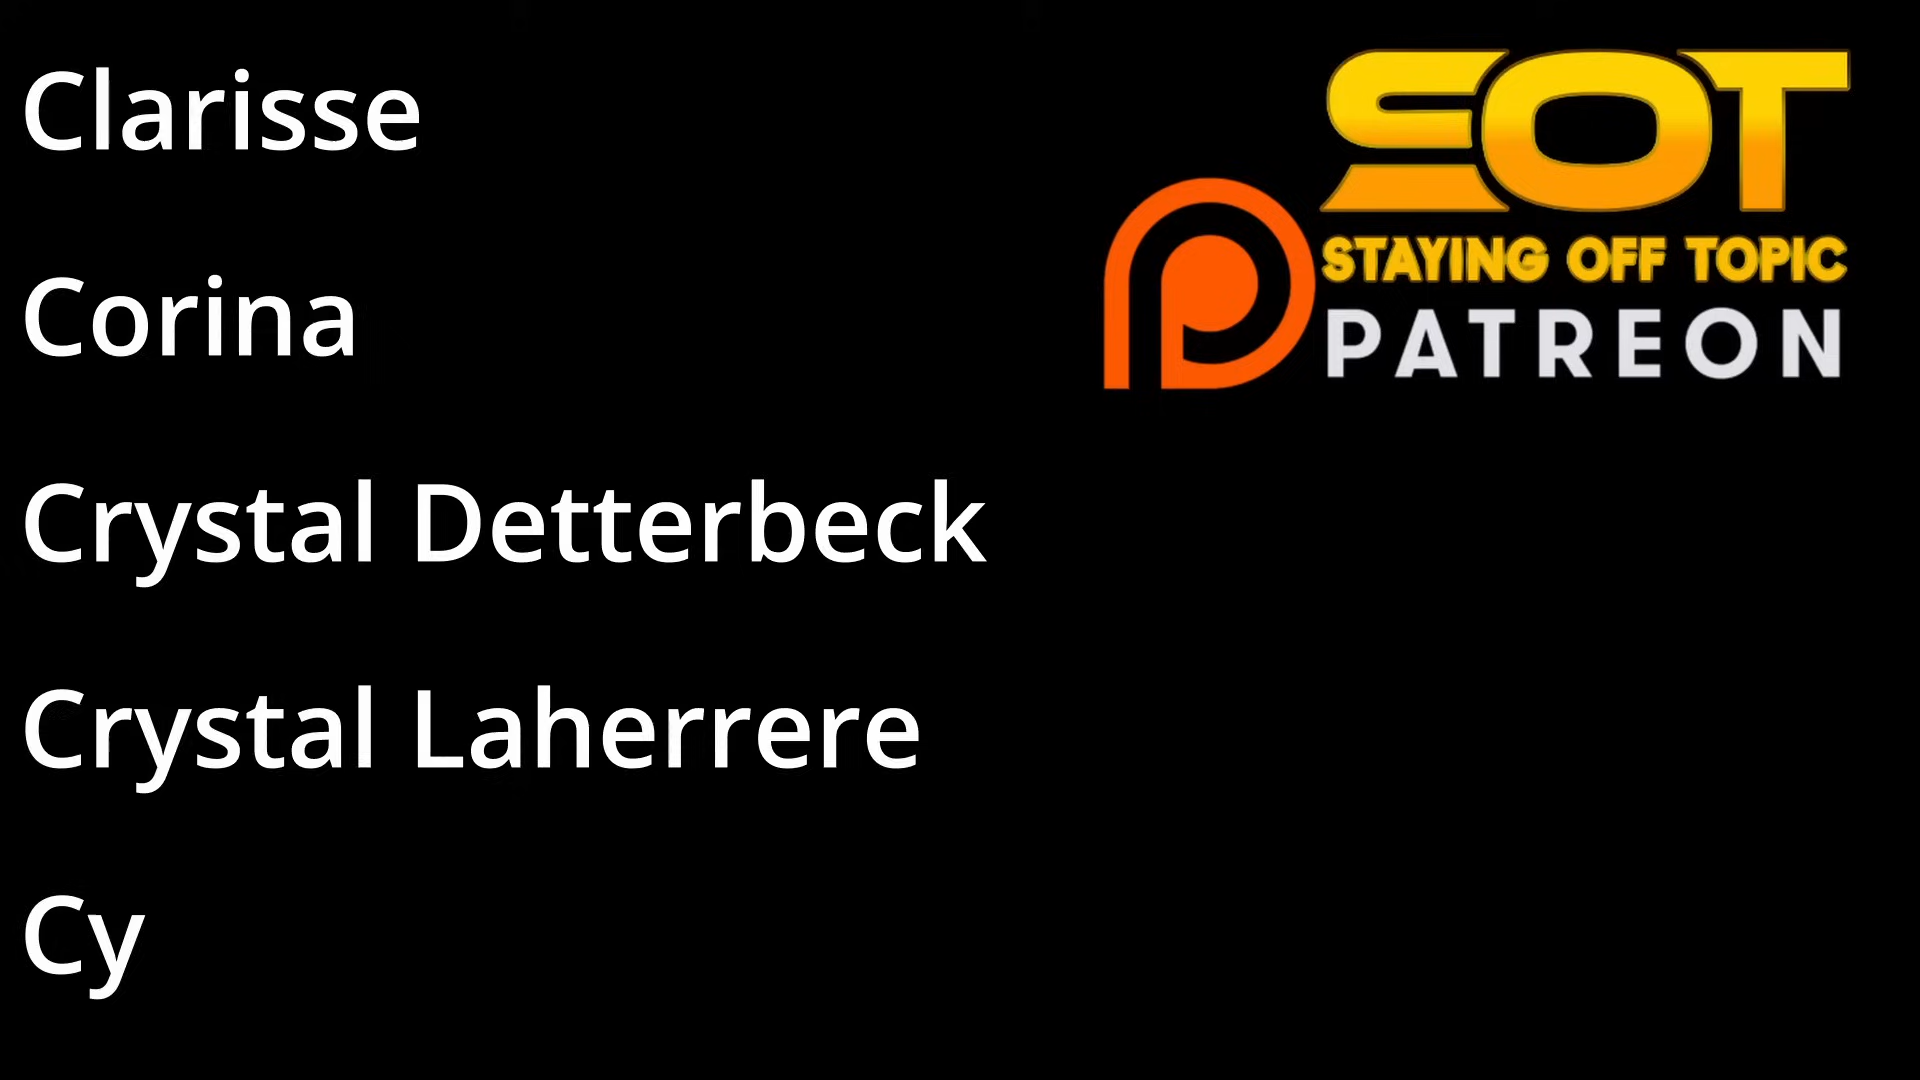 Clarisse
Corina
Crystal Detterbeck
Crystal Laherrere
Cy
SOT
STAYING OFF TOPIC
PATREON